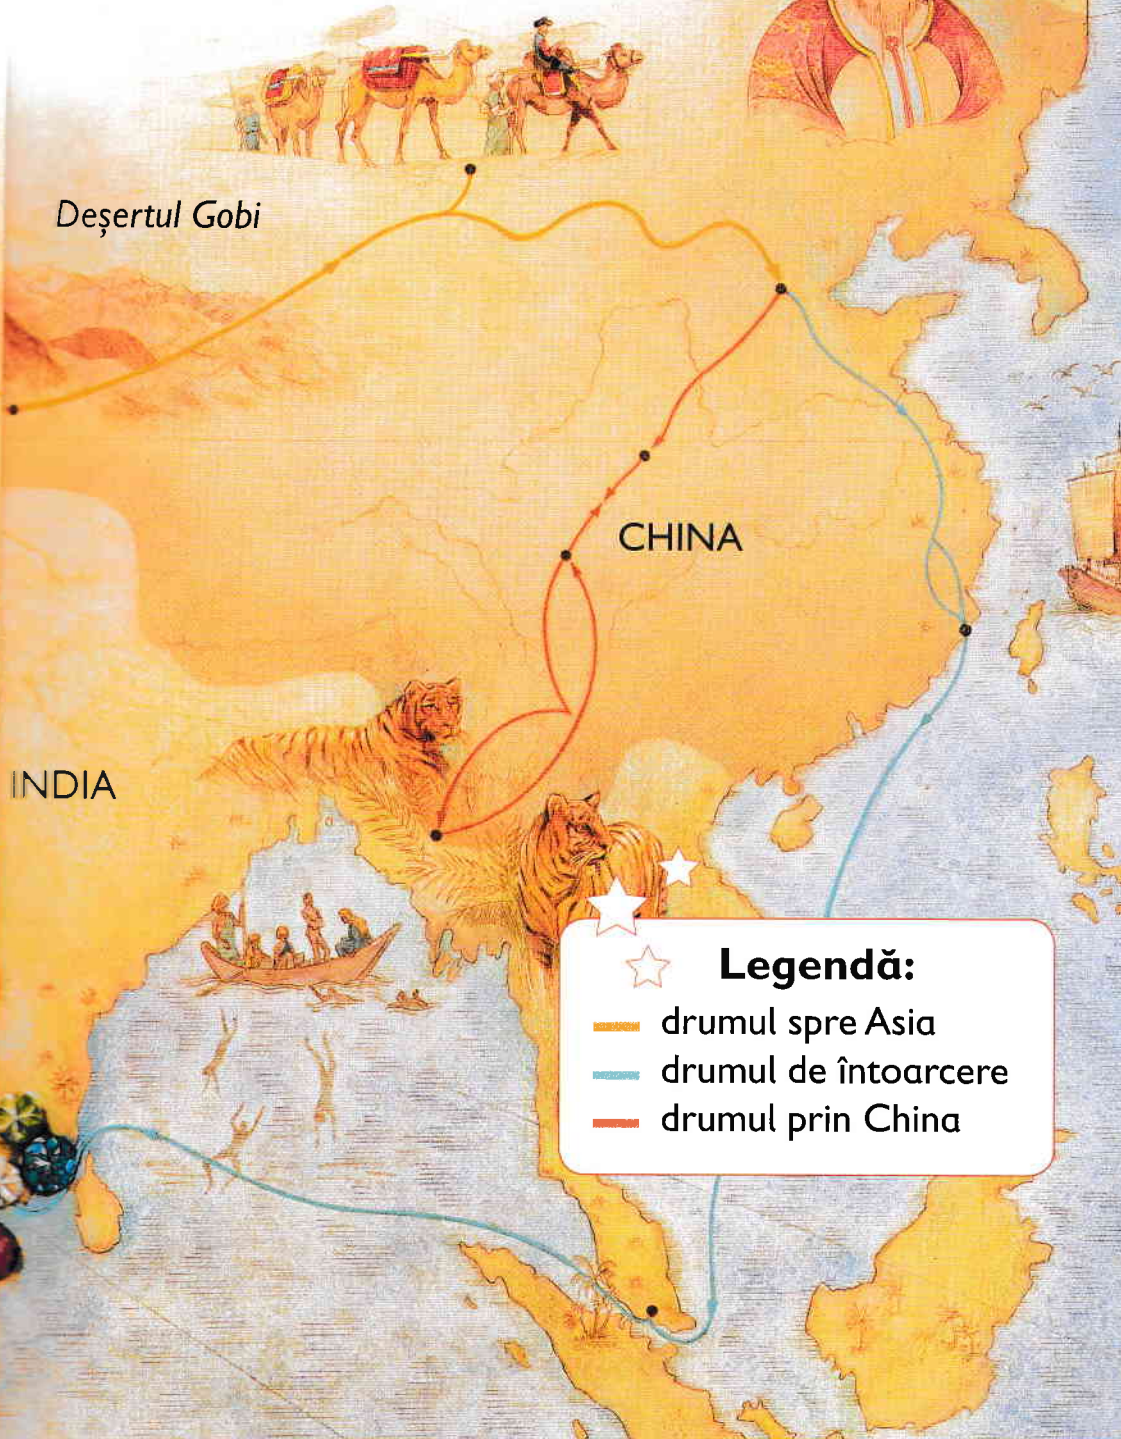 Deșertul Gobi
CHINA
INDIA
Legendă:
drumul spre Asia
drumul de întoarcere
drumul prin China